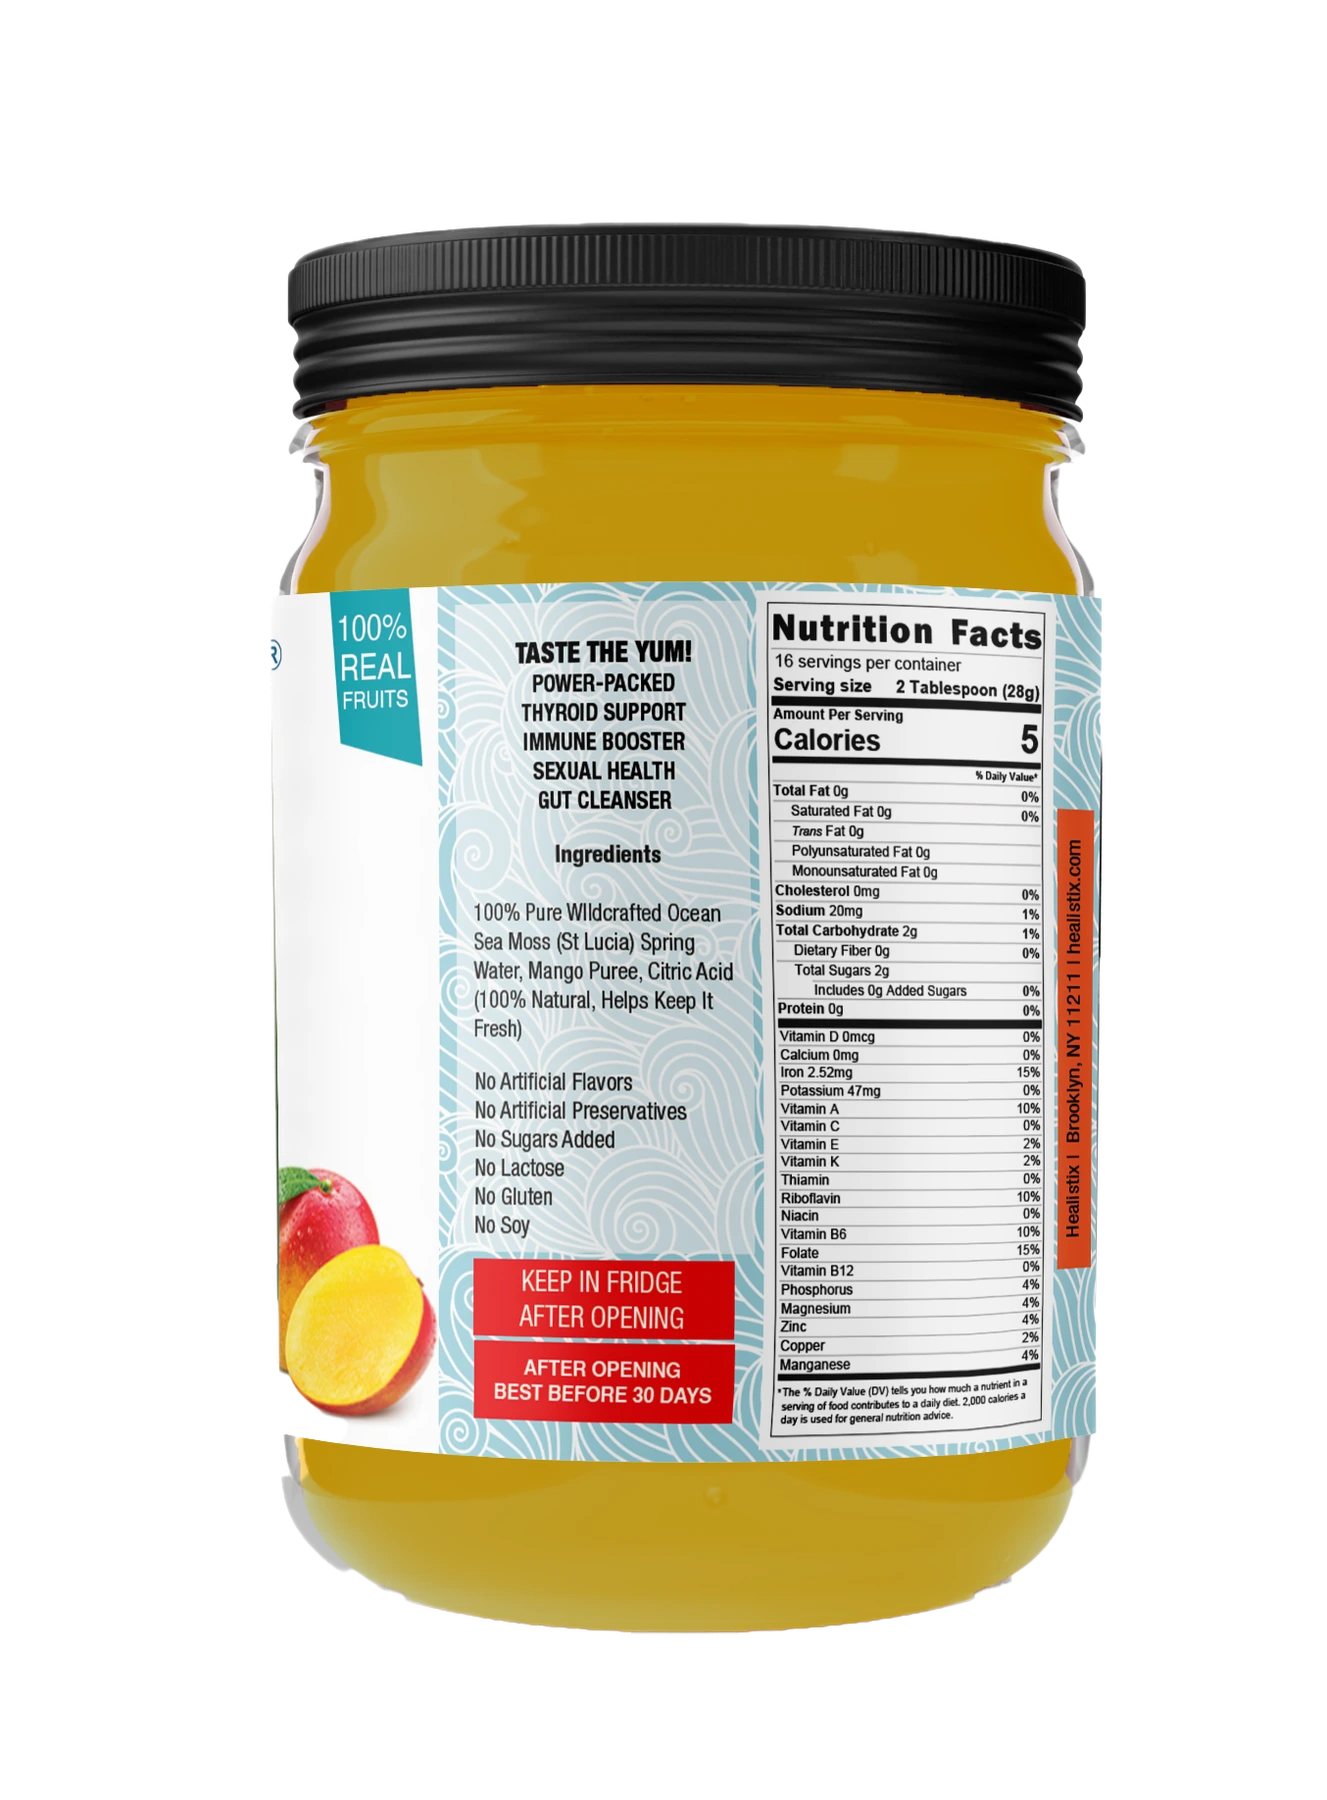 ®
100%
REAL
FRUITS
TASTE THE YUM!
POWER-PACKED
THYROID SUPPORT
IMMUNE BOOSTER
SEXUAL HEALTH
GUT CLEANSER
Ingredients
100% Pure WIldcrafted Ocean
Sea Moss (St Lucia) Spring
Water, Mango Puree, Citric Acid
(100% Natural, Helps Keep It
Fresh)
No Artificial Flavors
No Artificial Preservatives
No Sugars Added
No Lactose
No Gluten
No Soy
KEEP IN FRIDGE
AFTER OPENING
AFTER OPENING
BEST BEFORE 30 DAYS
Nutrition Facts
16 servings per container
Serving size 2 Tablespoon (28g)
Amount Per Serving
Calories 5
% Daily Value*
Total Fat 0g 0%
Saturated Fat 0g 0%
Trans Fat 0g
Polyunsaturated Fat 0g
Monounsaturated Fat 0g
Cholesterol 0mg 0%
Sodium 20mg 1%
Total Carbohydrate 2g 1%
Dietary Fiber 0g 0%
Total Sugars 2g
Includes 0g Added Sugars 0%
Protein 0g 0%
Vitamin D 0mcg 0%
Calcium 0mg 0%
Iron 2.52mg 15%
Potassium 47mg 0%
Vitamin A 10%
Vitamin C 0%
Vitamin E 2%
Vitamin K 2%
Thiamin 0%
Riboflavin 10%
Niacin 0%
Vitamin B6 10%
Folate 15%
Vitamin B12 0%
Phosphorus 4%
Magnesium 4%
Zinc 4%
Copper 2%
Manganese 4%
*The % Daily Value (DV) tells you how much a nutrient in a
serving of food contributes to a daily diet. 2,000 calories a
day is used for general nutrition advice.
Healistix | Brooklyn, NY 11211 | healistix.com